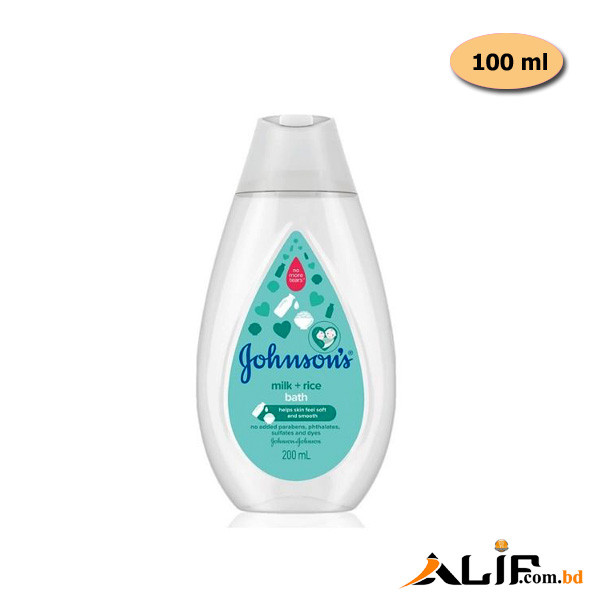 100 ml
no
more
tears®
Johnson's®
milk + rice
bath
helps skin feel soft
and smooth
no added parabens, phthalates,
sulfates and dyes
Johnson & Johnson
200 mL
ALIF.com.bd